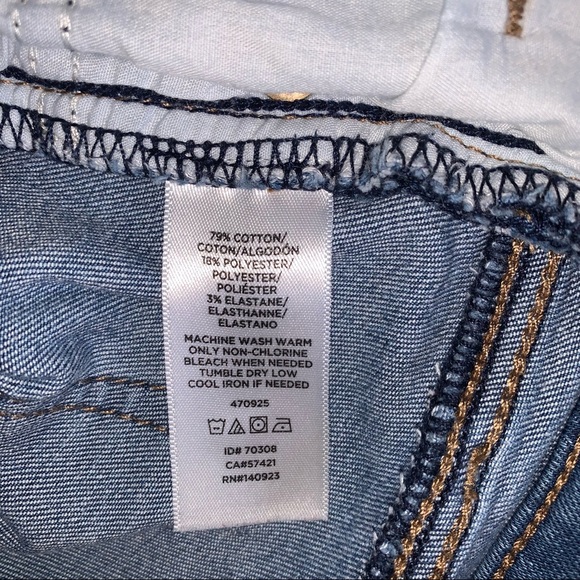 79% COTTON/
COTON/ALGODÓN
18% POLYESTER/
POLYESTER/
POLIÉSTER
3% ELASTANE/
ELASTHANNE/
ELASTANO
MACHINE WASH WARM
ONLY NON-CHLORINE
BLEACH WHEN NEEDED
TUMBLE DRY LOW
COOL IRON IF NEEDED
470925
ID# 70308
CA#57421
RN#140923